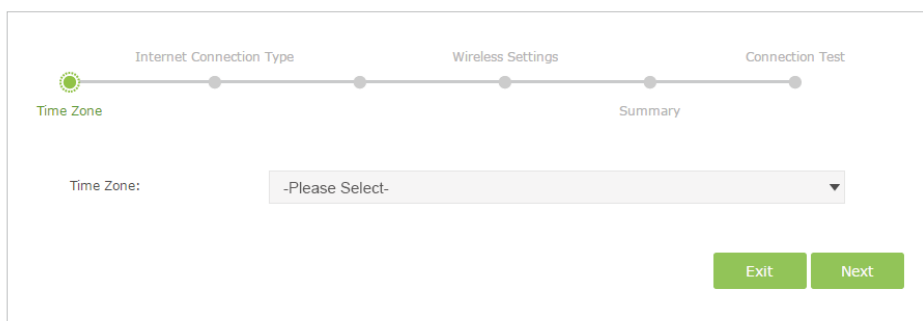 Internet Connection Type Wireless Settings Connection Test
Time Zone Summary
Time Zone: -Please Select-
Exit Next